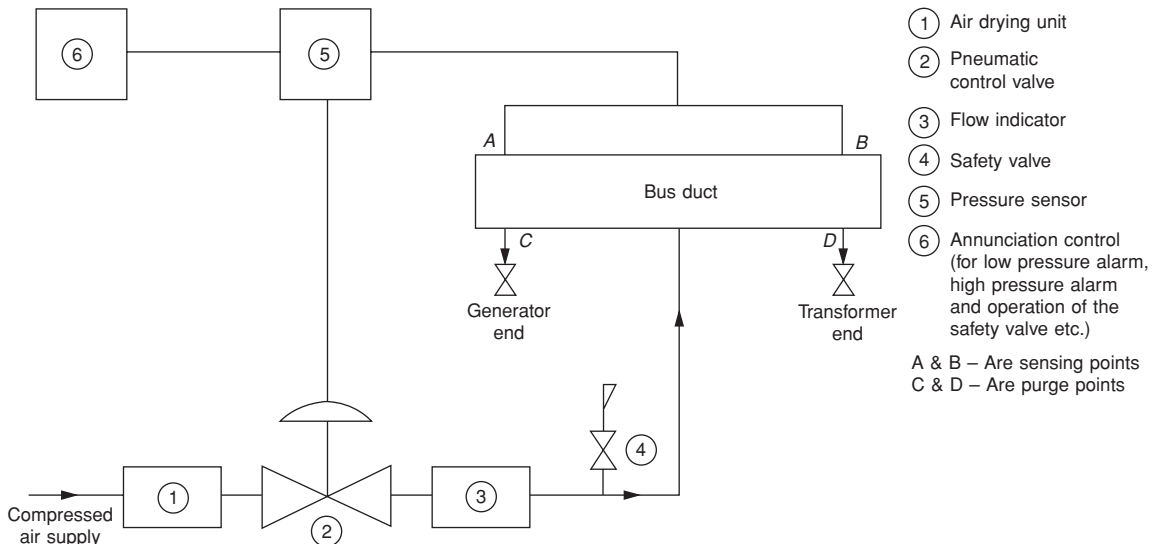 6
5
A
B
Bus duct
C
D
Generator
end
Transformer
end
4
1
2
3
Compressed
air supply
1 Air drying unit
2 Pneumatic
control valve
3 Flow indicator
4 Safety valve
5 Pressure sensor
6 Annunciation control
(for low pressure alarm,
high pressure alarm
and operation of the
safety valve etc.)
A & B – Are sensing points
C & D – Are purge points